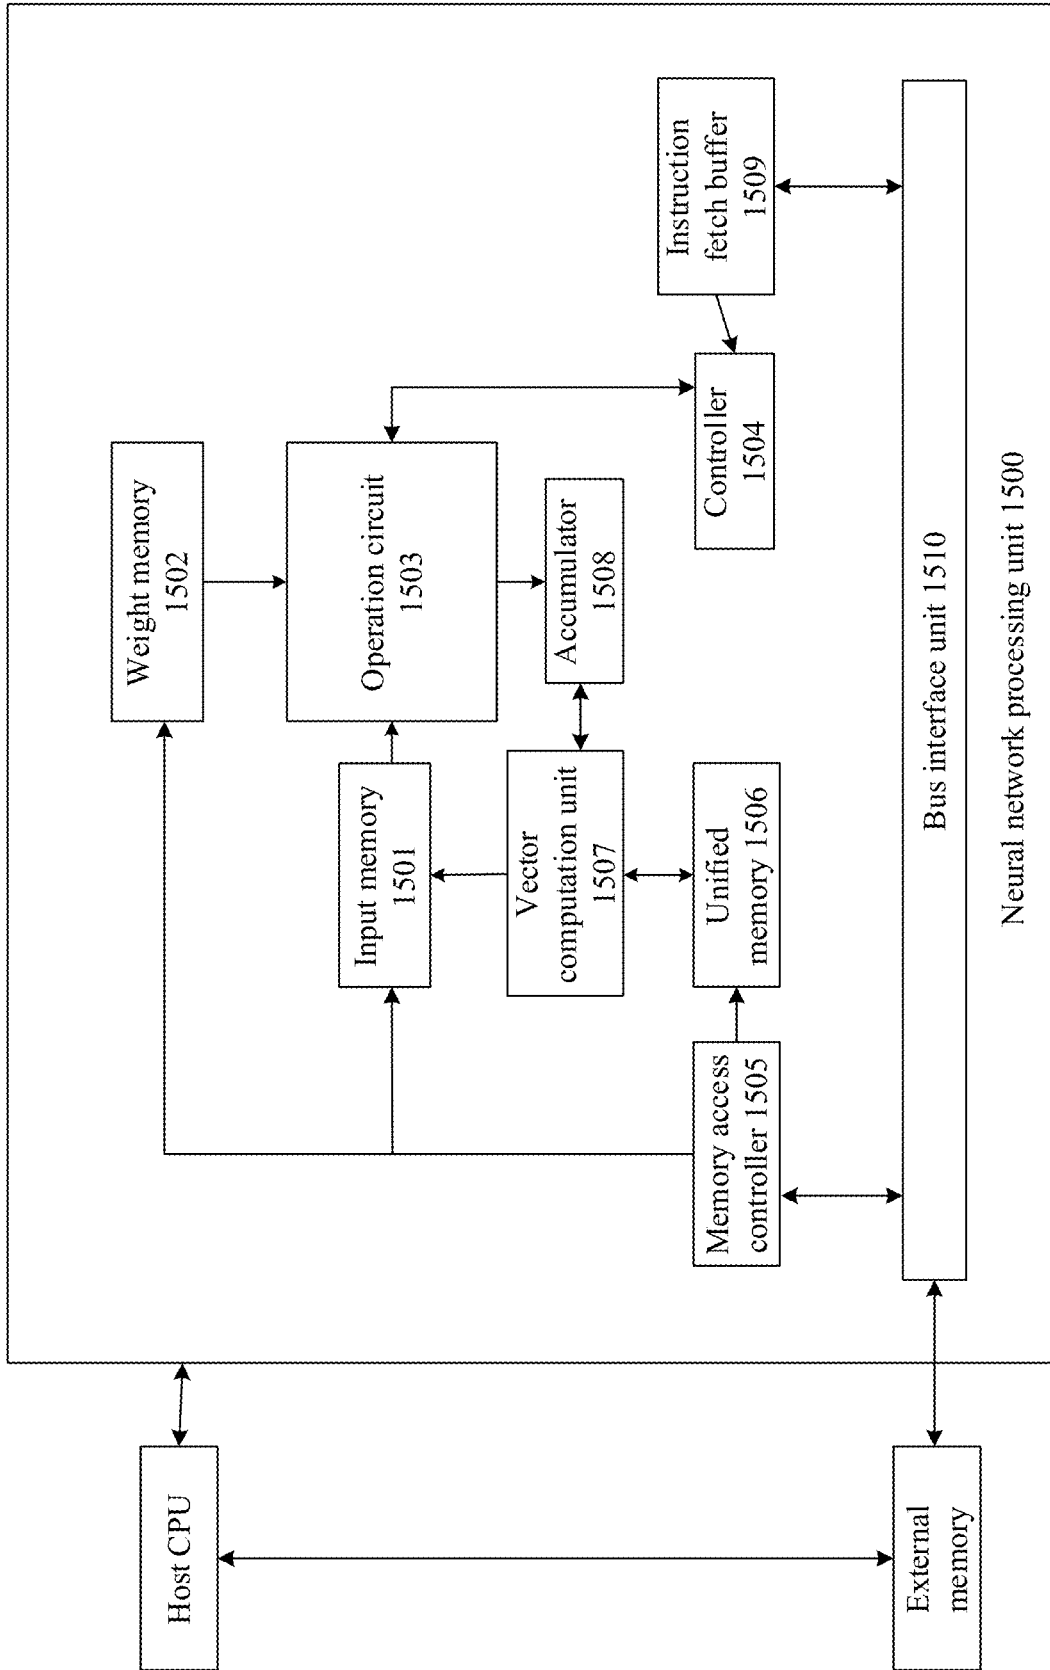 Host CPU
External
memory
Weight memory
1502
Input memory
1501
Operation circuit
1503
Vector
computation unit
1507
Accumulator
1508
Memory access
controller 1505
Unified
memory 1506
Controller
1504
Instruction
fetch buffer
1509
Bus interface unit 1510
Neural network processing unit 1500